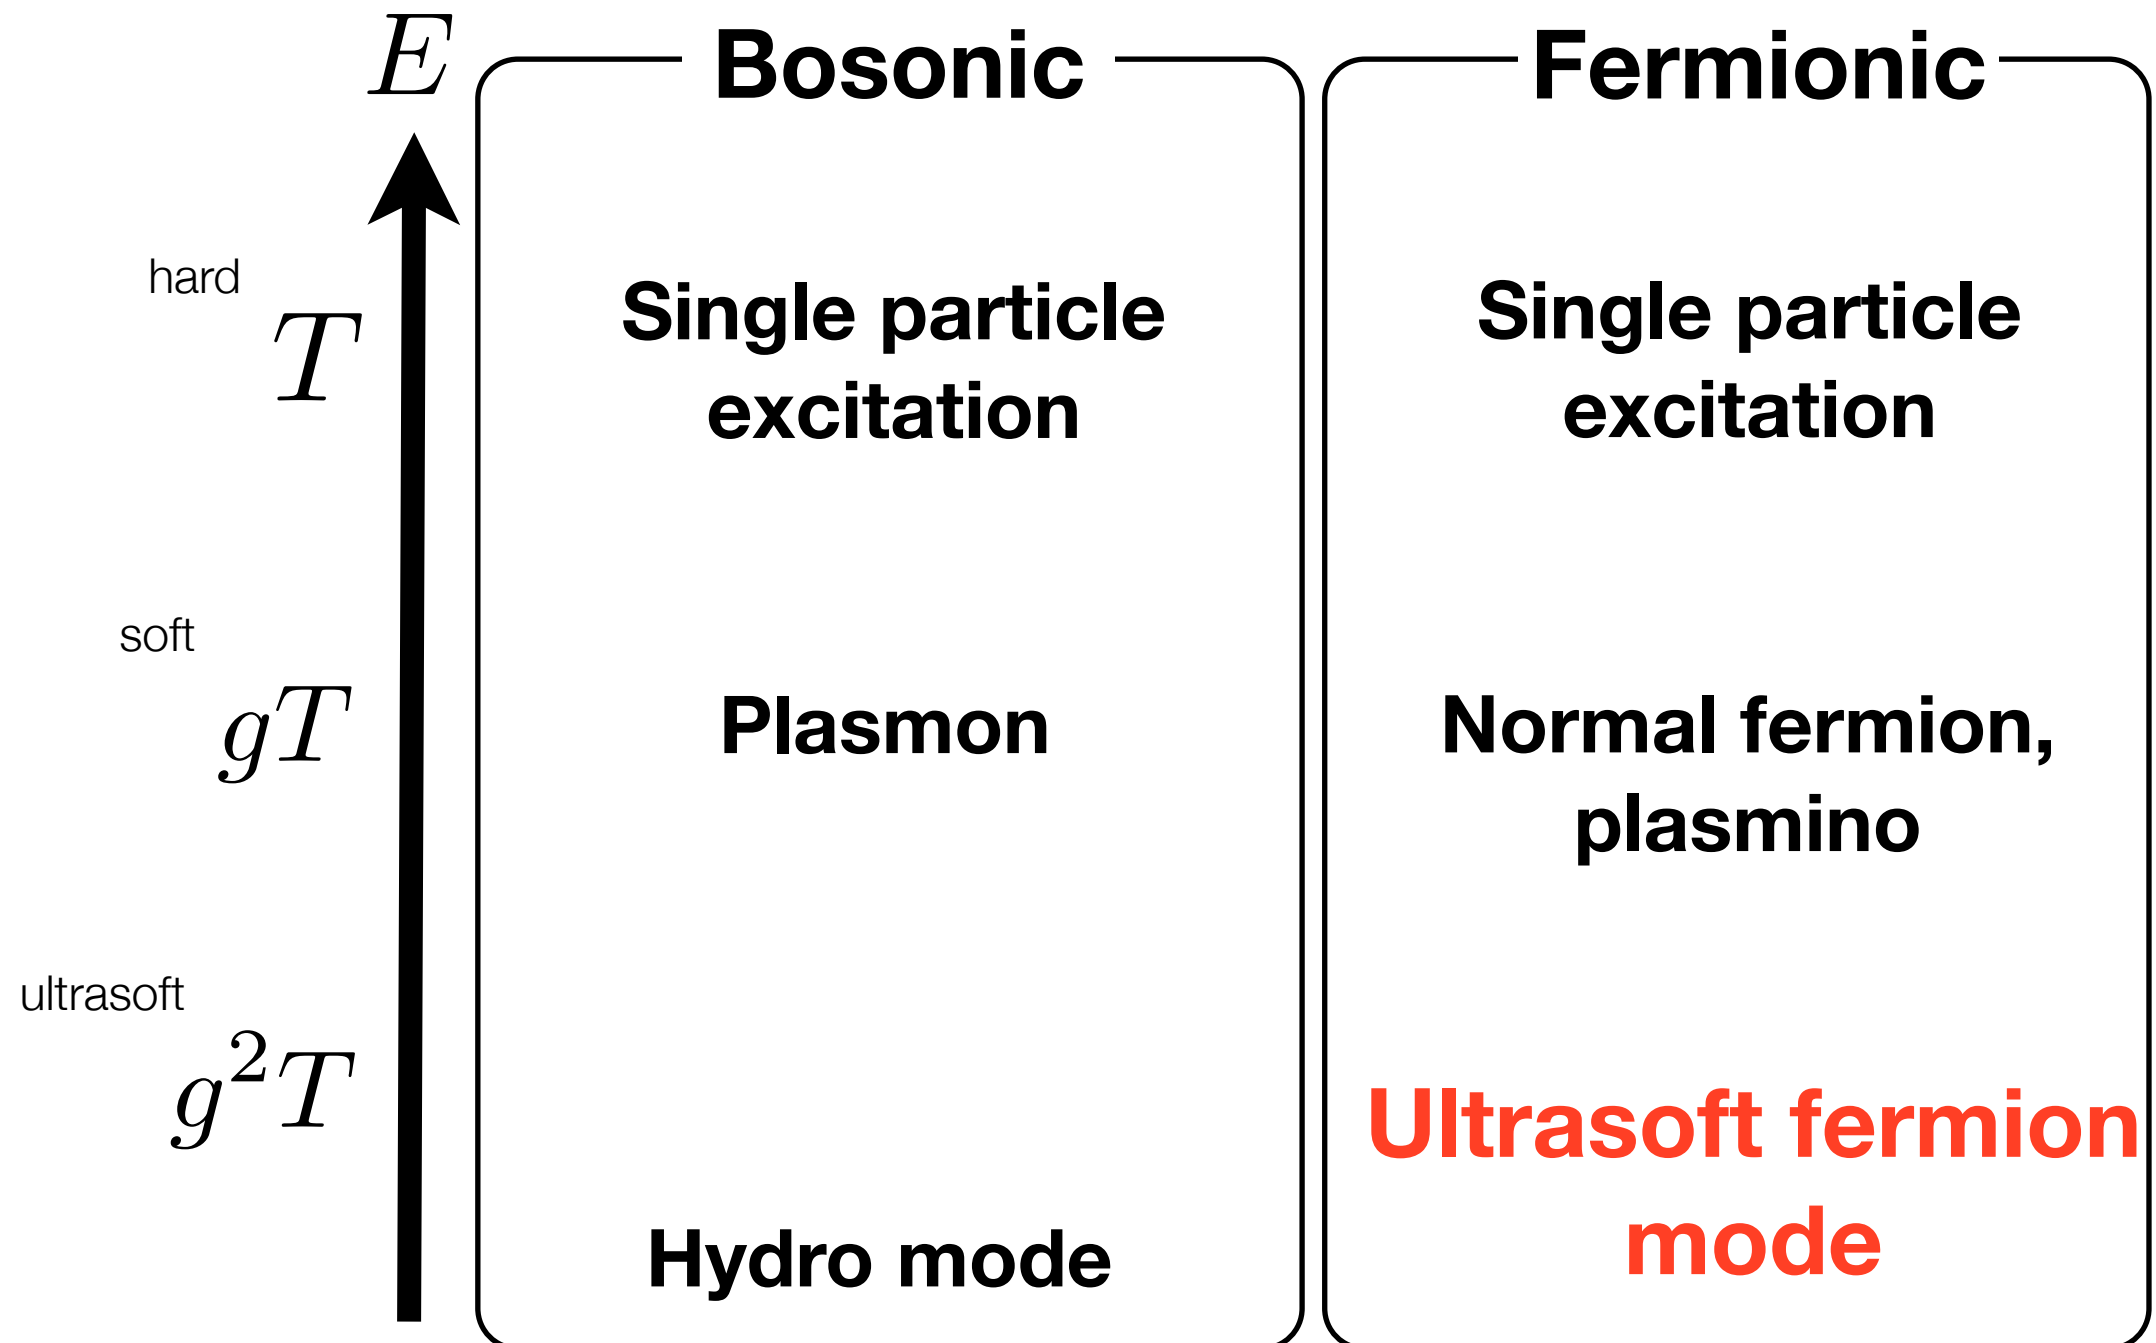 E
Bosonic
Fermionic
hard
T
Single particle
excitation
Single particle
excitation
soft
gT
Plasmon
Normal fermion,
plasmino
ultrasoft
g²T
Hydro mode
Ultrasoft fermion
mode